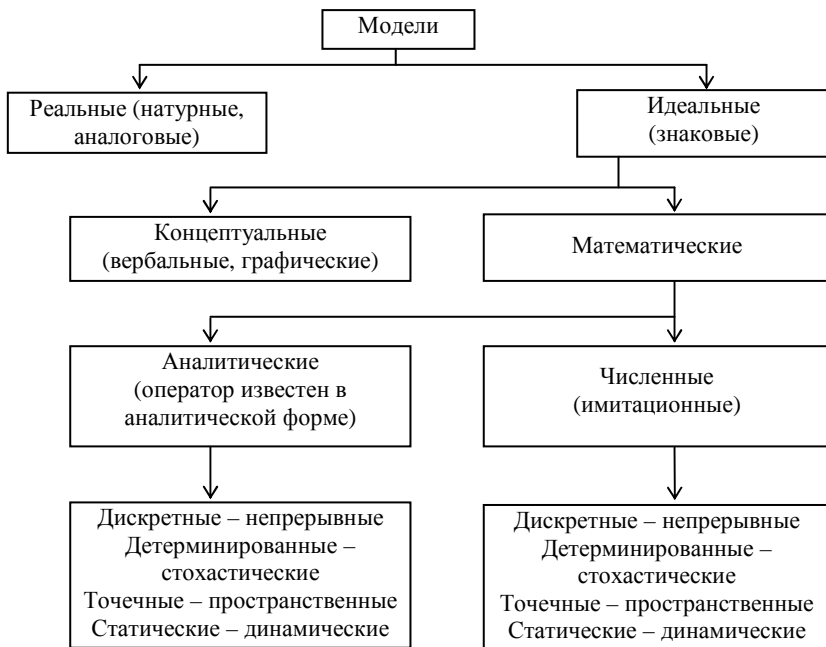 Модели
Реальные (натурные,
аналоговые)
Идеальные
(знаковые)
Концептуальные
(вербальные, графические)
Математические
Аналитические
(оператор известен в
аналитической форме)
Численные
(имитационные)
Дискретные – непрерывные
Детерминированные –
стохастические
Точечные – пространственные
Статические – динамические
Дискретные – непрерывные
Детерминированные –
стохастические
Точечные – пространственные
Статические – динамические